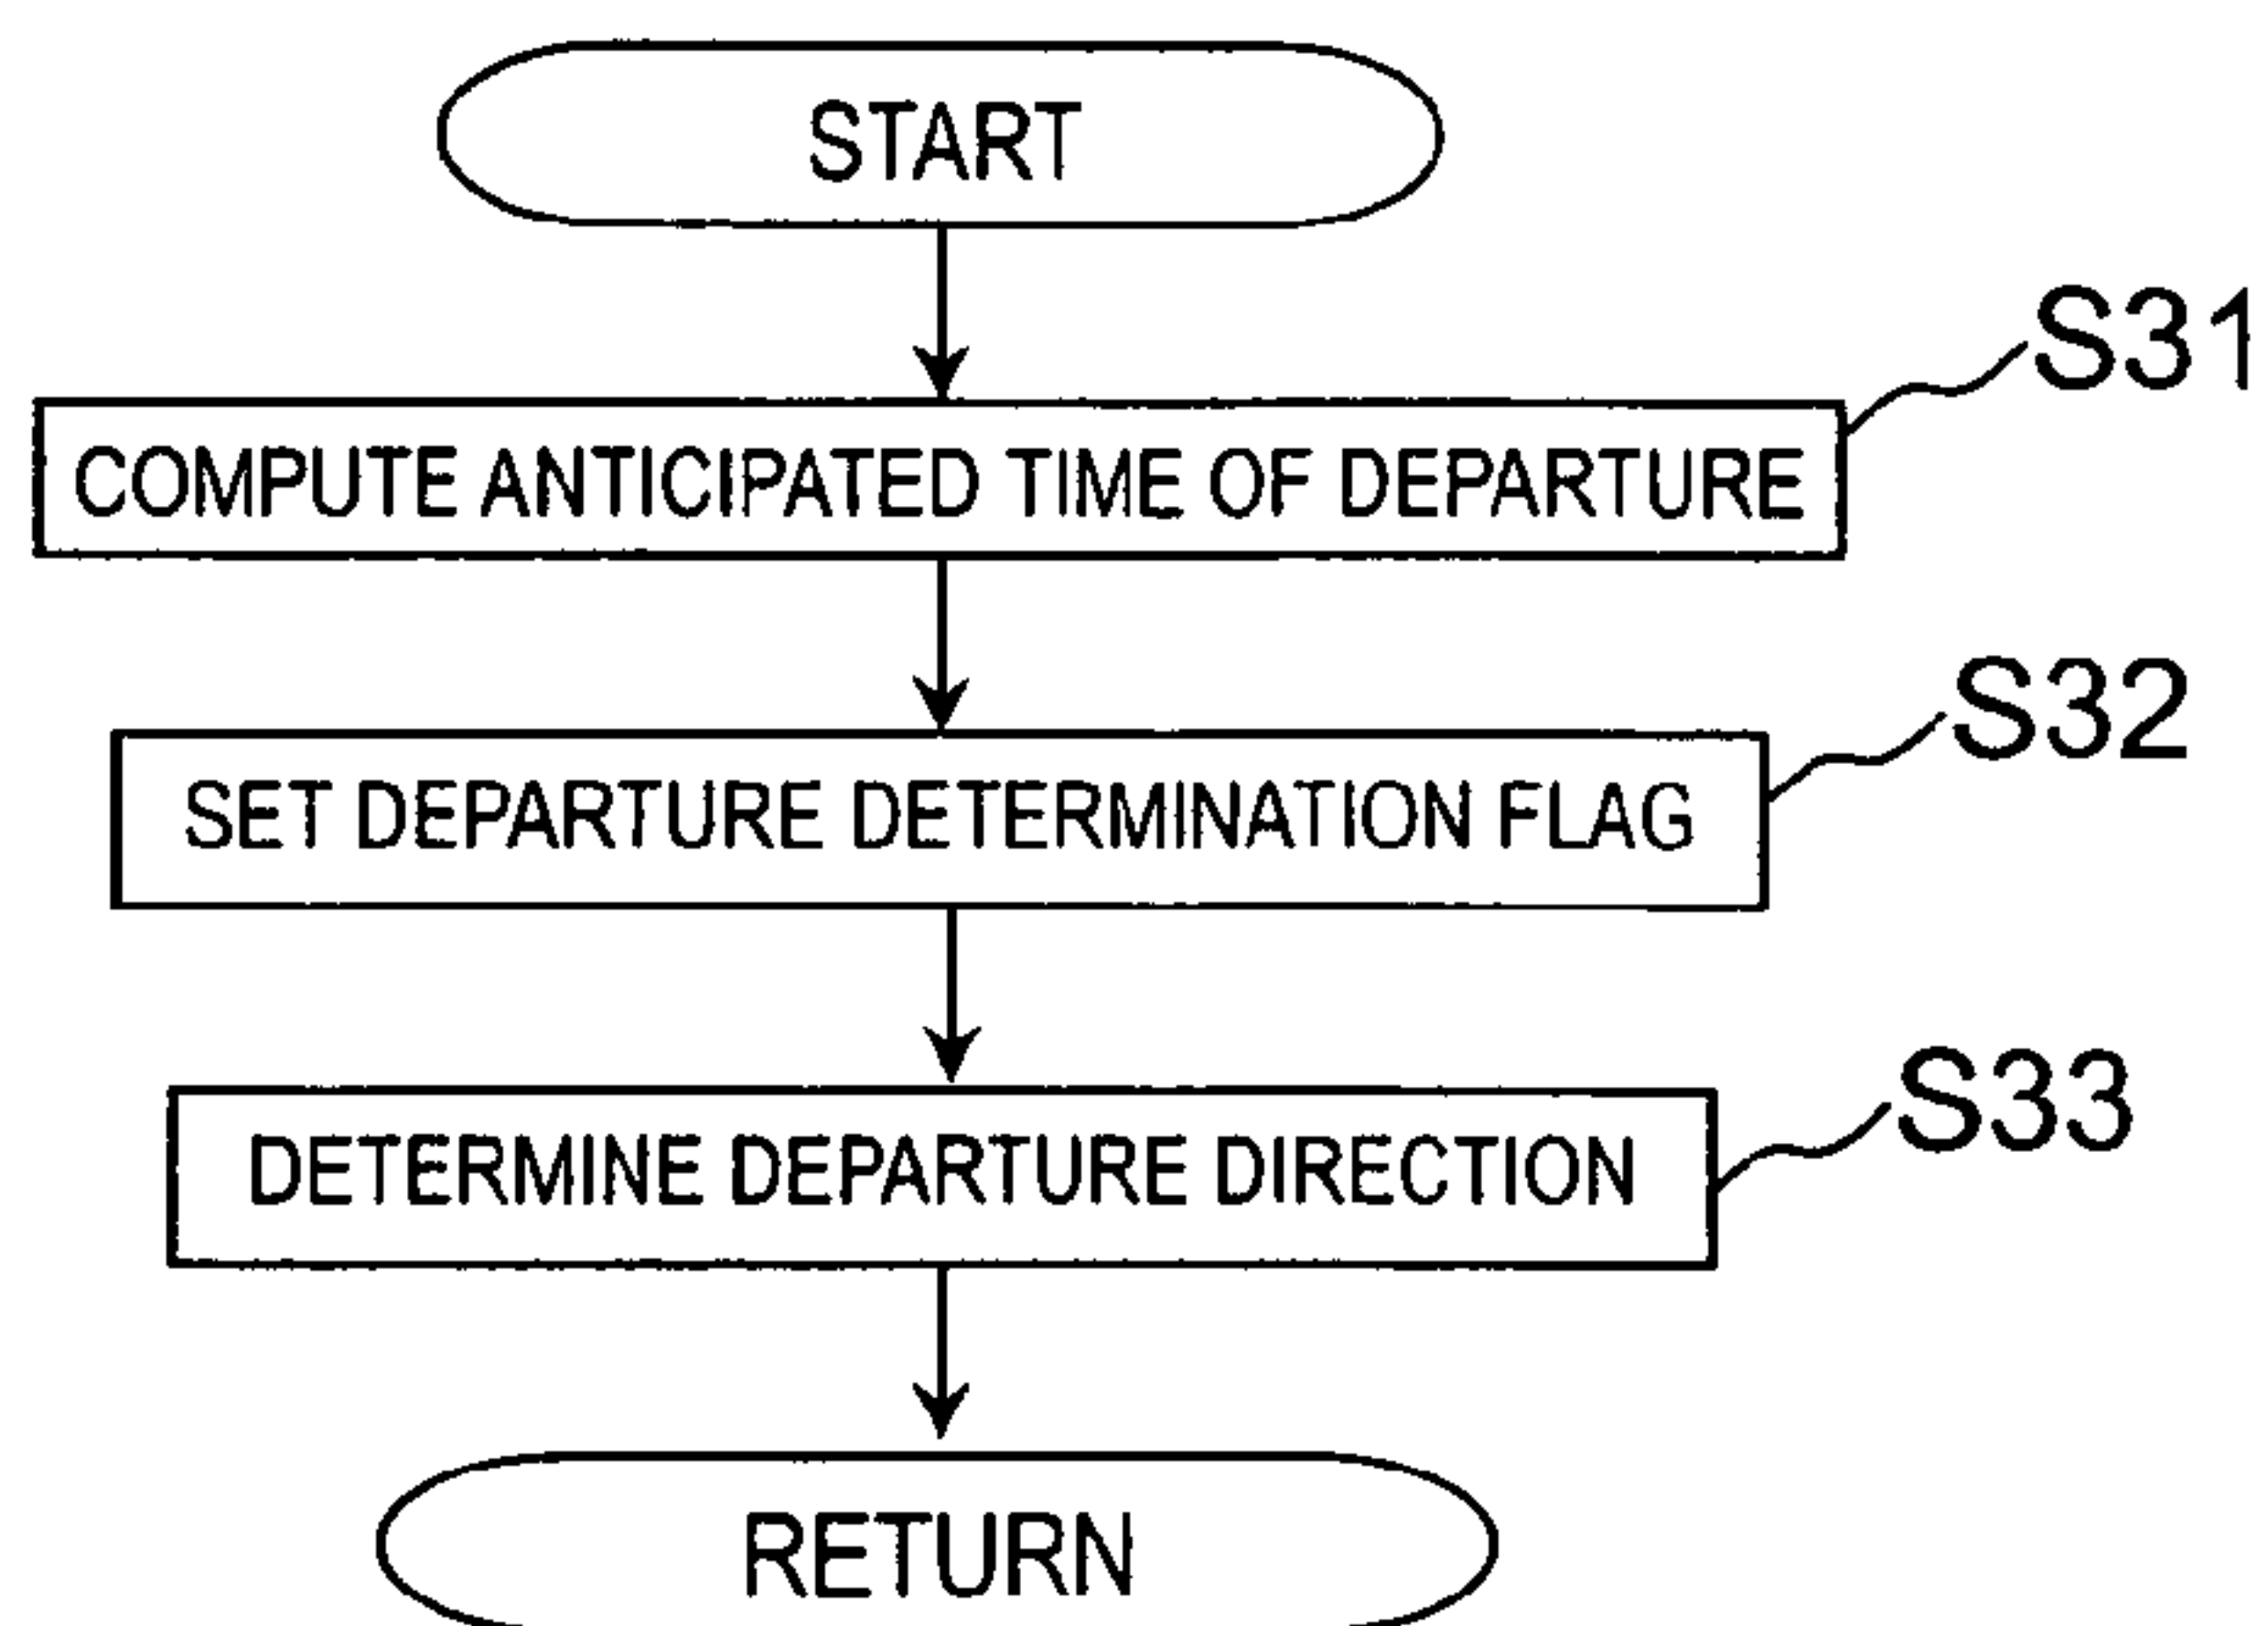 START
S31
COMPUTE ANTICIPATED TIME OF DEPARTURE
S32
SET DEPARTURE DETERMINATION FLAG
S33
DETERMINE DEPARTURE DIRECTION
RETURN